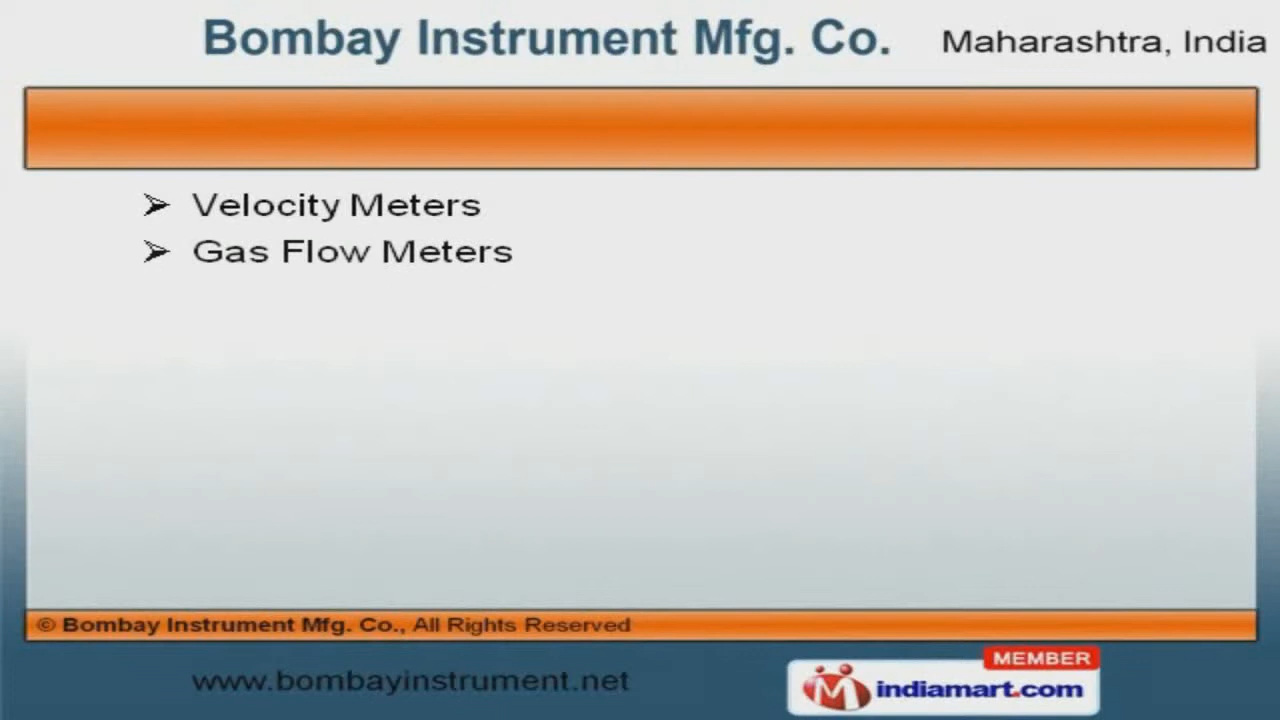 Bombay Instrument Mfg. Co.
Maharashtra, India
➢ Velocity Meters
➢ Gas Flow Meters
© Bombay Instrument Mfg. Co., All Rights Reserved
www.bombayinstrument.net
MEMBER
indiamart.com